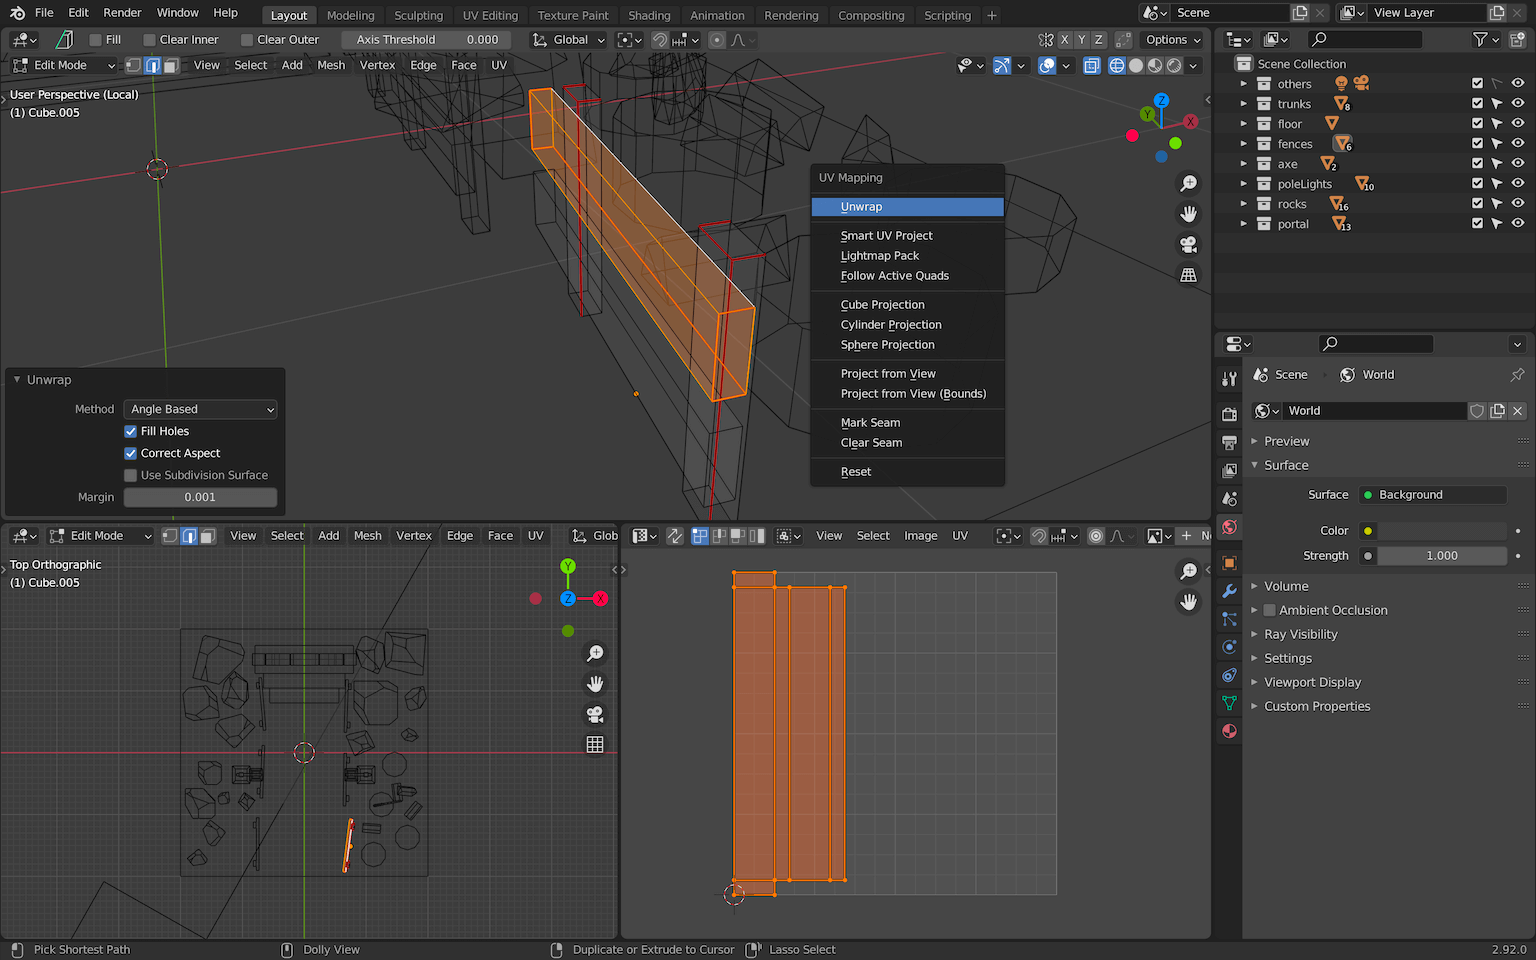 File Edit Render Window Help Layout Modeling Sculpting UV Editing Texture Paint Shading Animation Rendering Compositing Scripting + Scene View Layer
Fill Clear Inner Clear Outer Axis Threshold 0.000 Global X Y Z Options
Edit Mode View Select Add Mesh Vertex Edge Face UV
User Perspective (Local)
(1) Cube.005
Z
Y
X
UV Mapping
Unwrap
Smart UV Project
Lightmap Pack
Follow Active Quads
Cube Projection
Cylinder Projection
Sphere Projection
Project from View
Project from View (Bounds)
Mark Seam
Clear Seam
Reset
Unwrap
Method Angle Based
Fill Holes
Correct Aspect
Use Subdivision Surface
Margin 0.001
Scene Collection
others
trunks 8
floor
fences 6
axe 2
poleLights 10
rocks 16
portal 13
Scene World
World
Preview
Surface
Surface Background
Color
Strength 1.000
Volume
Ambient Occlusion
Ray Visibility
Settings
Viewport Display
Custom Properties
Edit Mode View Select Add Mesh Vertex Edge Face UV Glob
Top Orthographic
(1) Cube.005
Y
Z
X
View Select Image UV + N
Pick Shortest Path Dolly View Duplicate or Extrude to Cursor Lasso Select 2.92.0